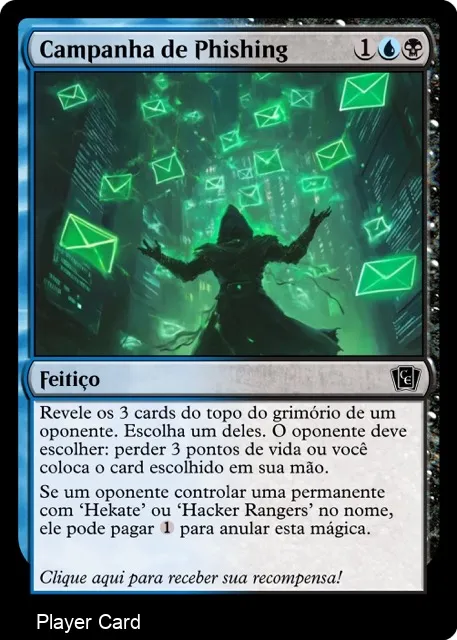 Campanha de Phishing 1
Feitiço CE
Revele os 3 cards do topo do grimório de um
oponente. Escolha um deles. O oponente deve
escolher: perder 3 pontos de vida ou você
coloca o card escolhido em sua mão.
Se um oponente controlar uma permanente
com ‘Hekate’ ou ‘Hacker Rangers’ no nome,
ele pode pagar 1 para anular esta mágica.
Clique aqui para receber sua recompensa!
Player Card